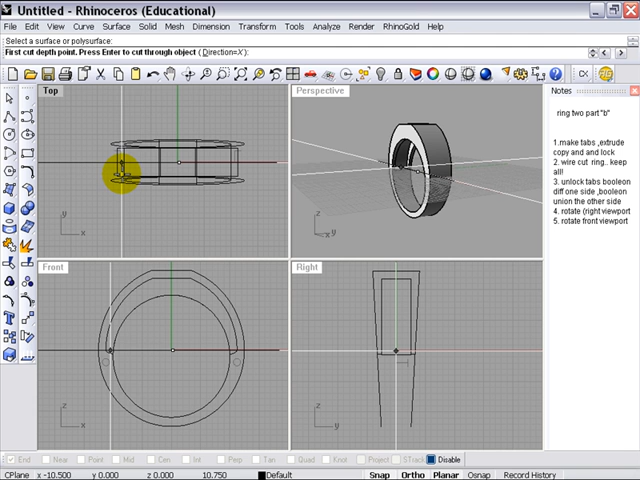 Untitled - Rhinoceros (Educational)
File Edit View Curve Surface Solid Mesh Dimension Transform Tools Analyze Render RhinoGold Help
Select a surface or polysurface:
First cut depth point. Press Enter to cut through object ( Direction=X ):
Top
Perspective
Notes
ring two part "b"
1.make tabs ,extrude
copy and and lock
2. wire cut ring.. keep
all!
3. unlock tabs boolean
diff one side ,boolean
union the other side
4. rotate (right viewport
5. rotate front viewport
y
x
z
x y
Front
Right
z
x
z
y
End Near Point Mid Cen Int Perp Tan Quad Knot Project STrack Disable
CPlane x -10.500 y 0.000 z 0.000 10.750 Default Snap Ortho Planar Osnap Record History